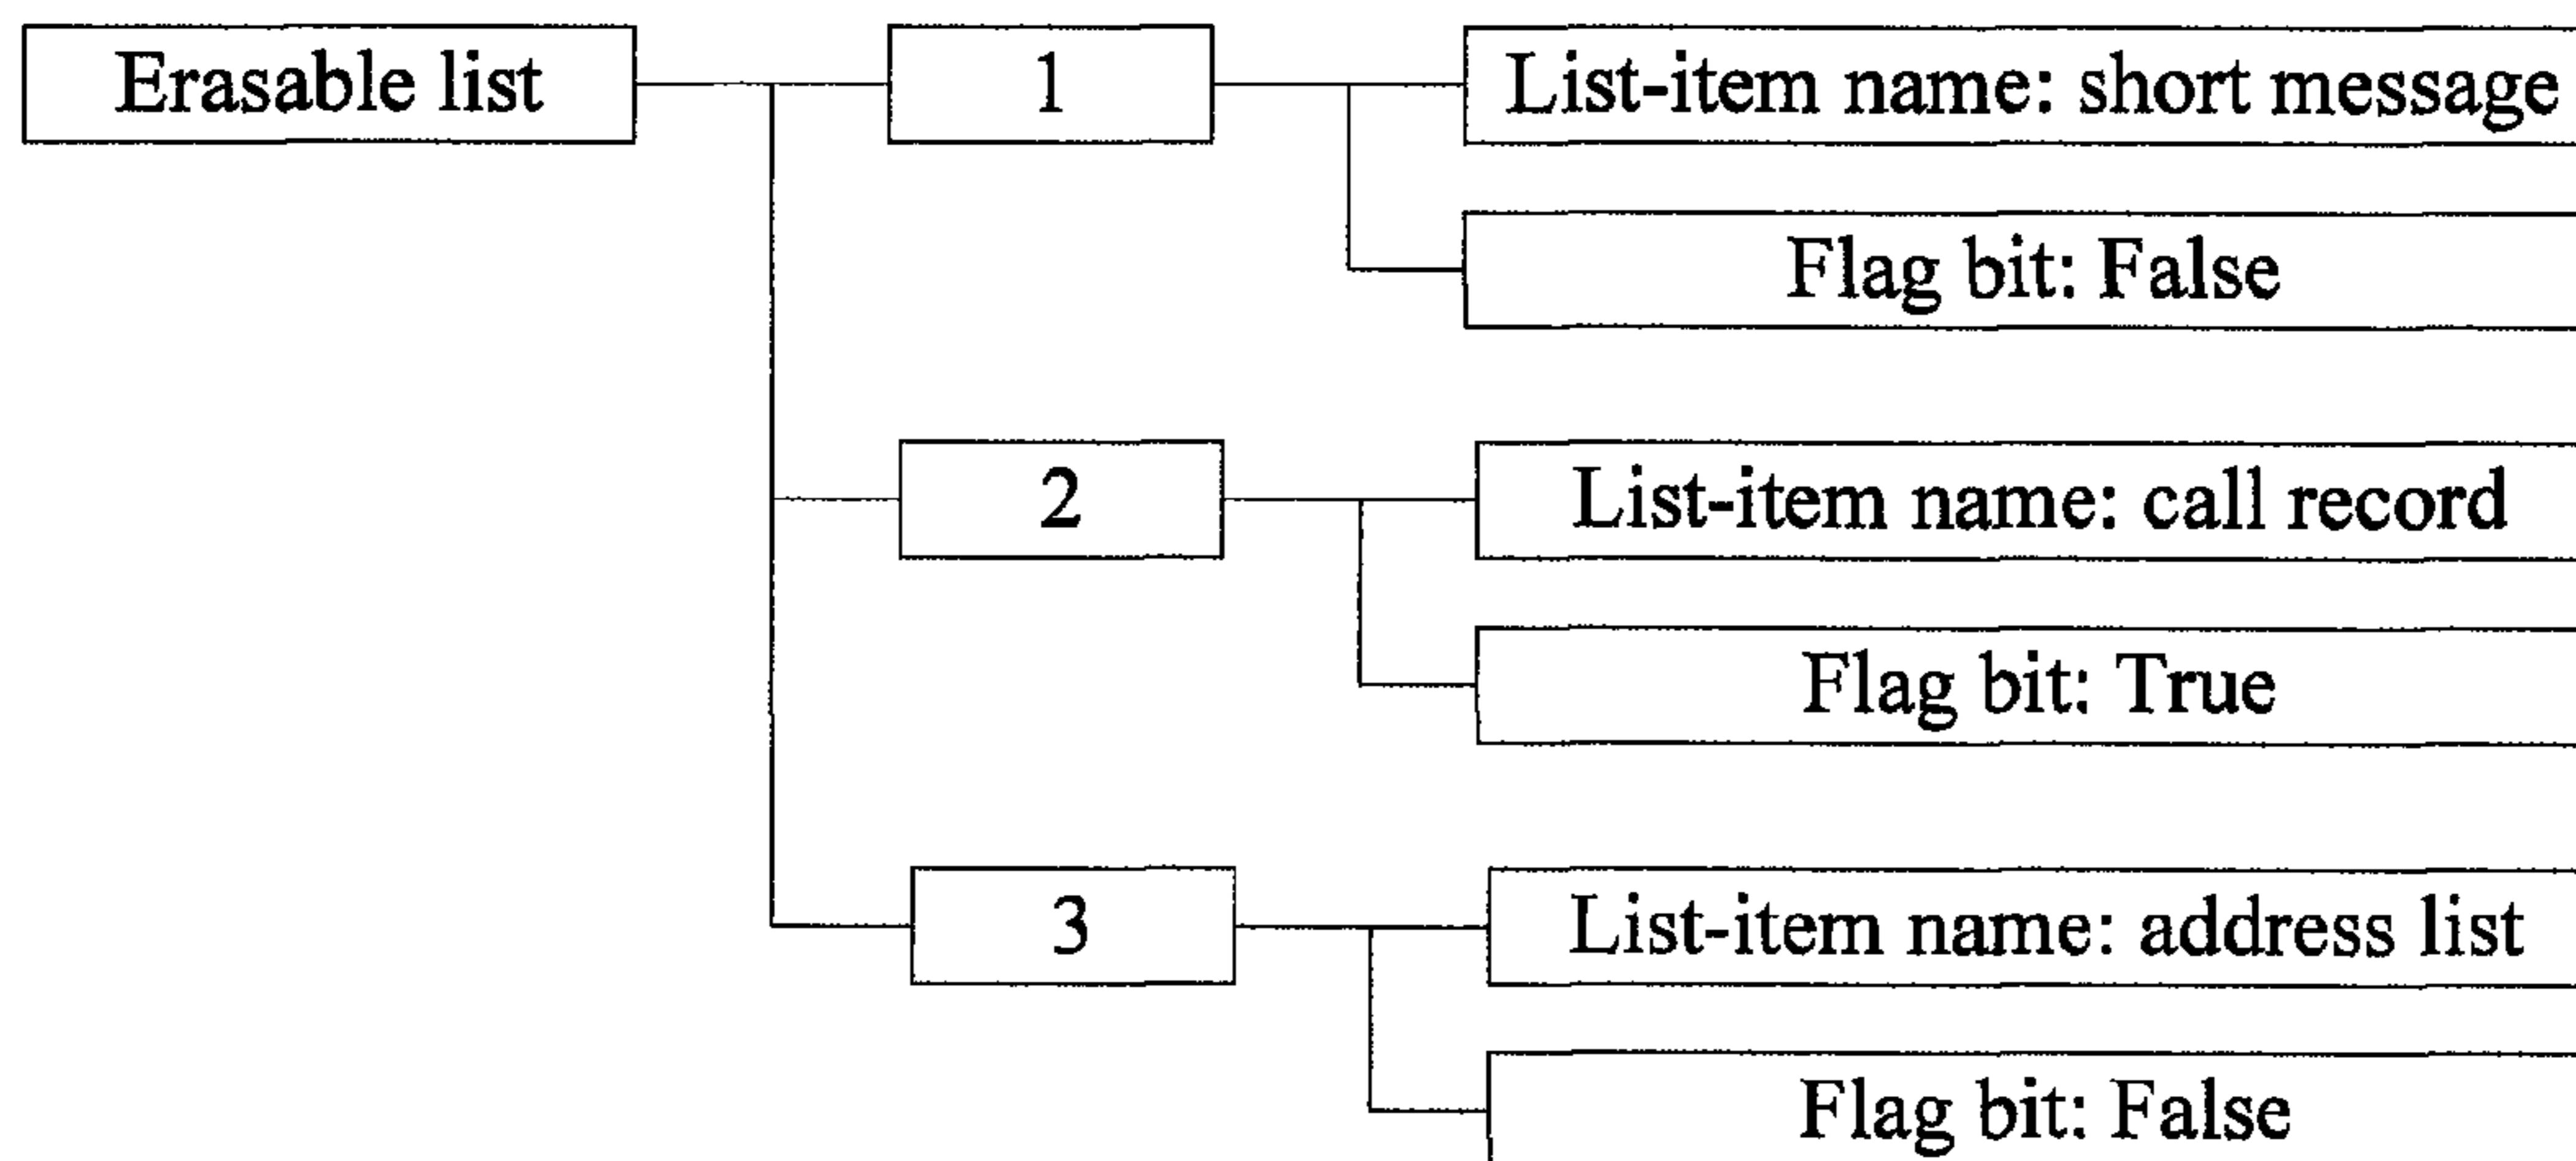 Erasable list
1
List-item name: short message
Flag bit: False
2
List-item name: call record
Flag bit: True
3
List-item name: address list
Flag bit: False